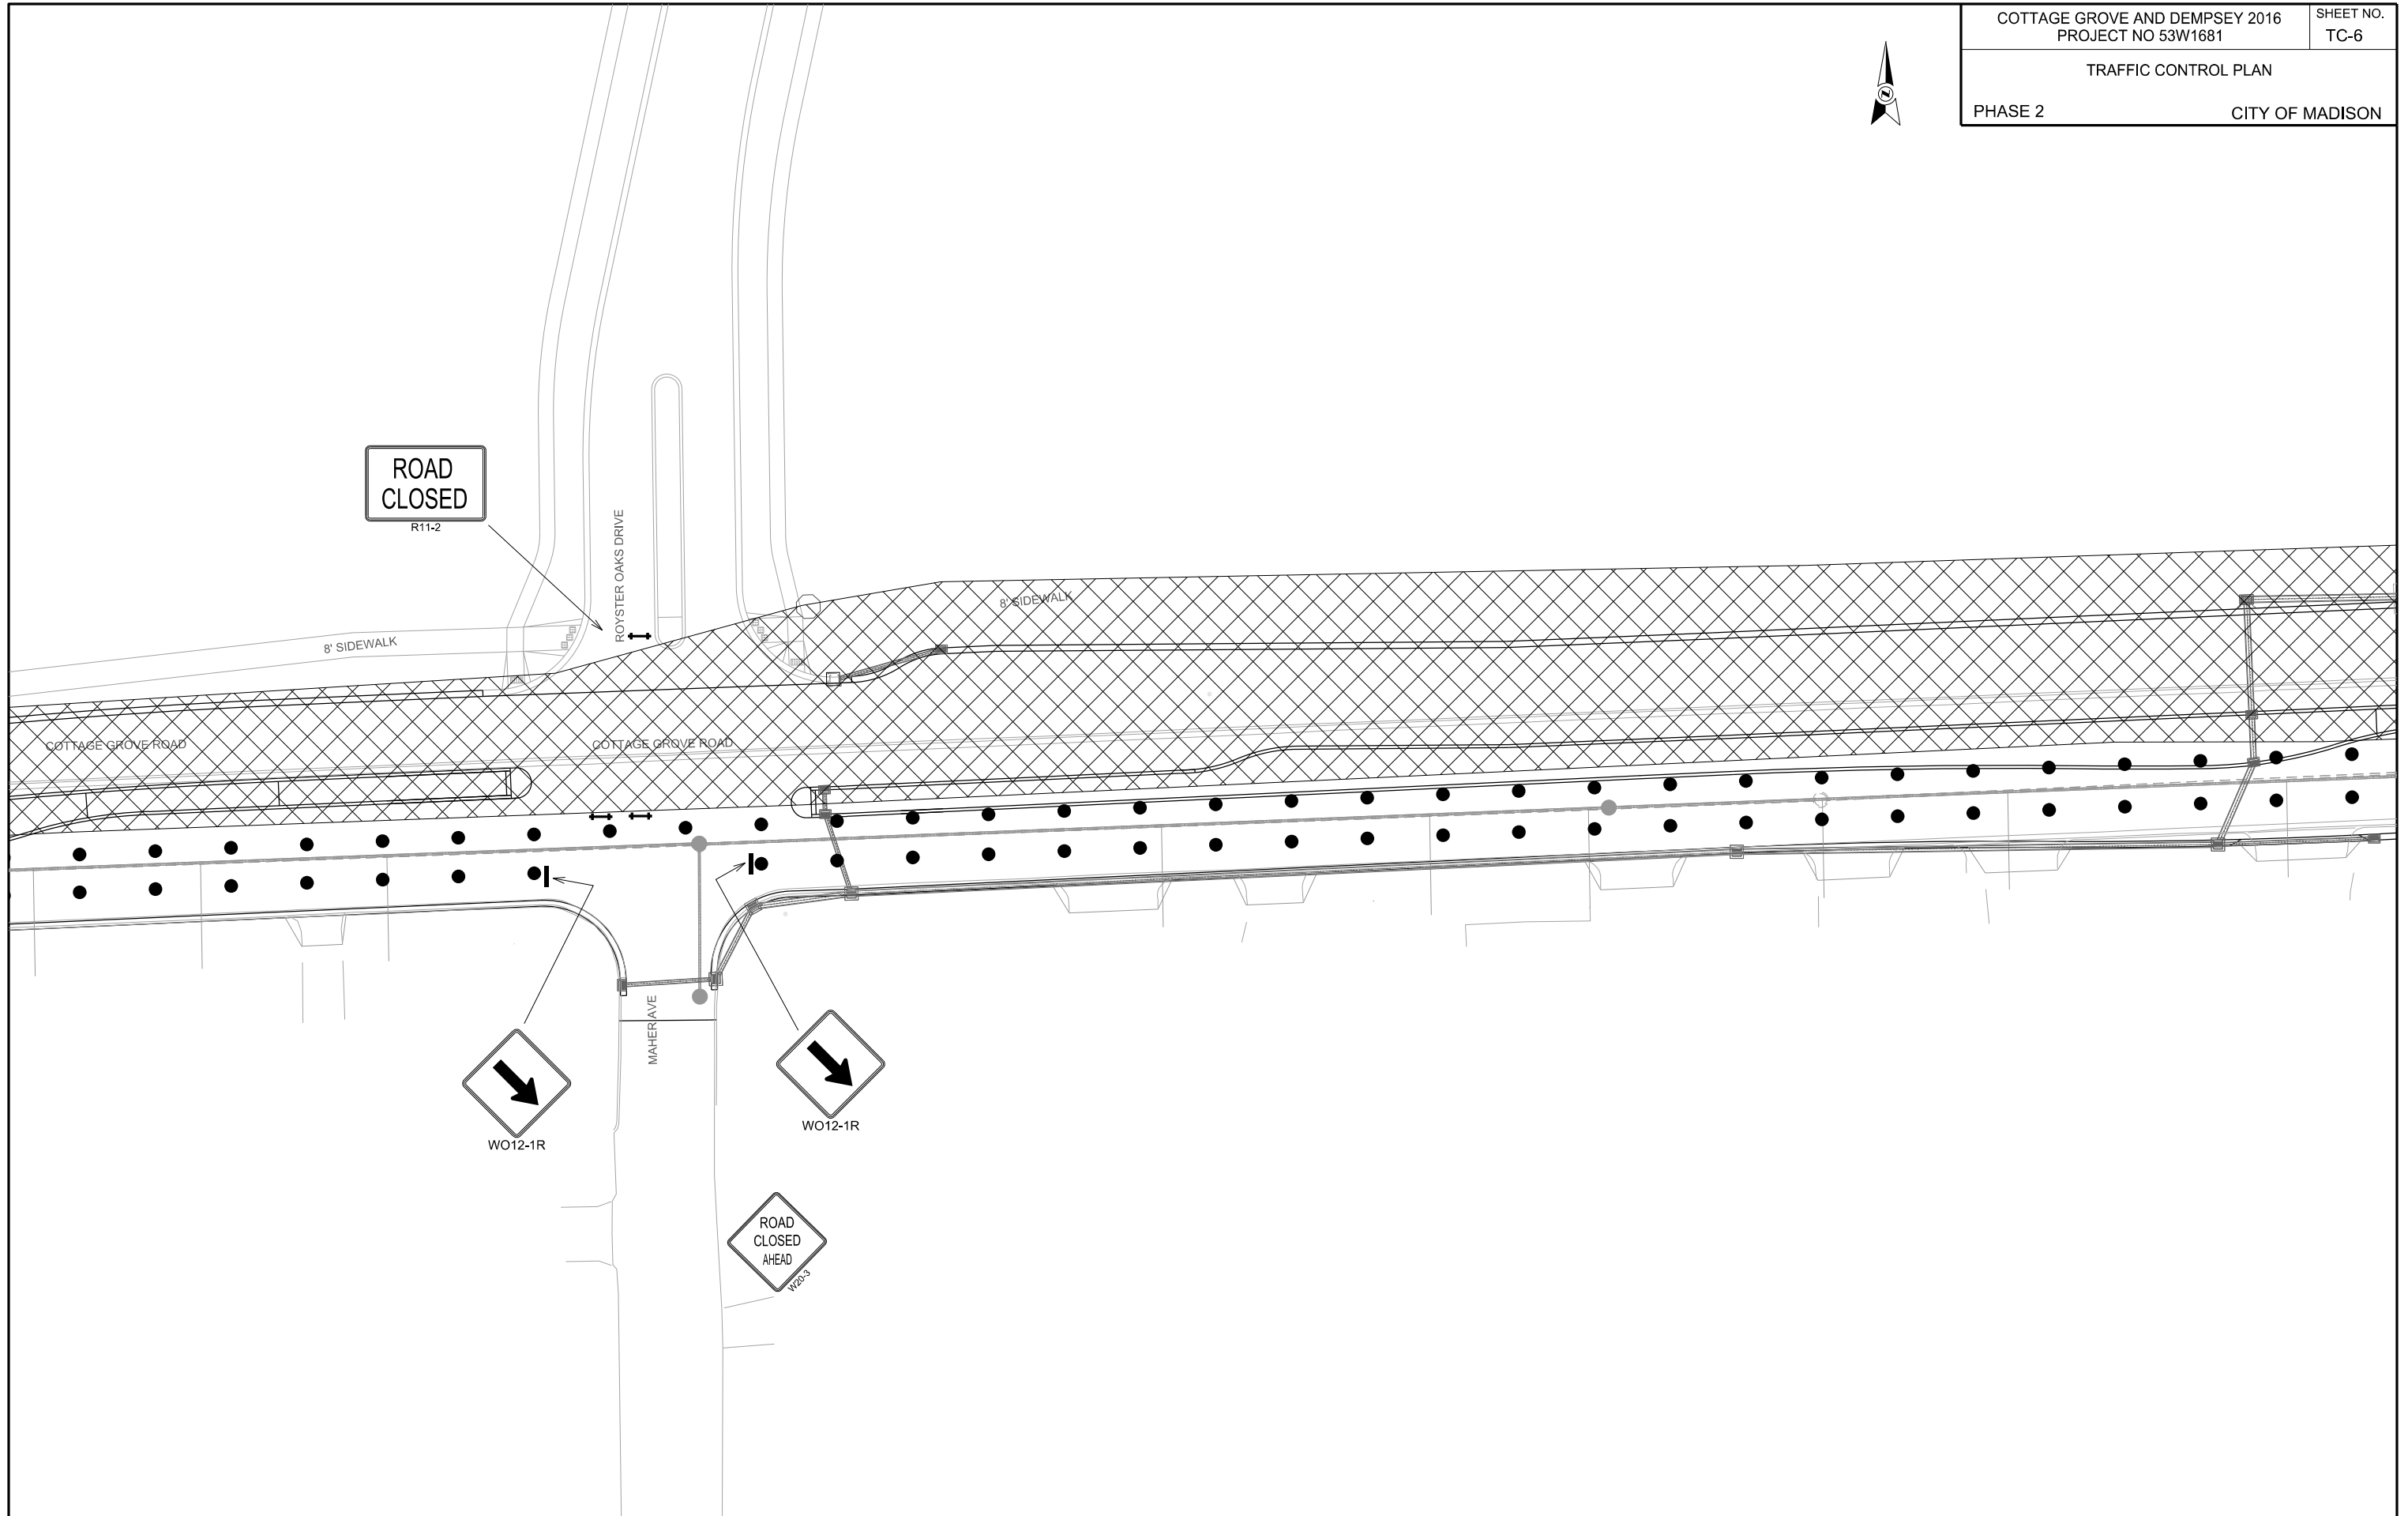 COTTAGE GROVE AND DEMPSEY 2016
PROJECT NO 53W1681
SHEET NO.
TC-6
TRAFFIC CONTROL PLAN
PHASE 2
CITY OF MADISON
ROAD
CLOSED
R11-2
ROYSTER OAKS DRIVE
8' SIDEWALK
8' SIDEWALK
COTTAGE GROVE ROAD
COTTAGE GROVE ROAD
MAHER AVE
WO12-1R
WO12-1R
ROAD
CLOSED
AHEAD
W20-3